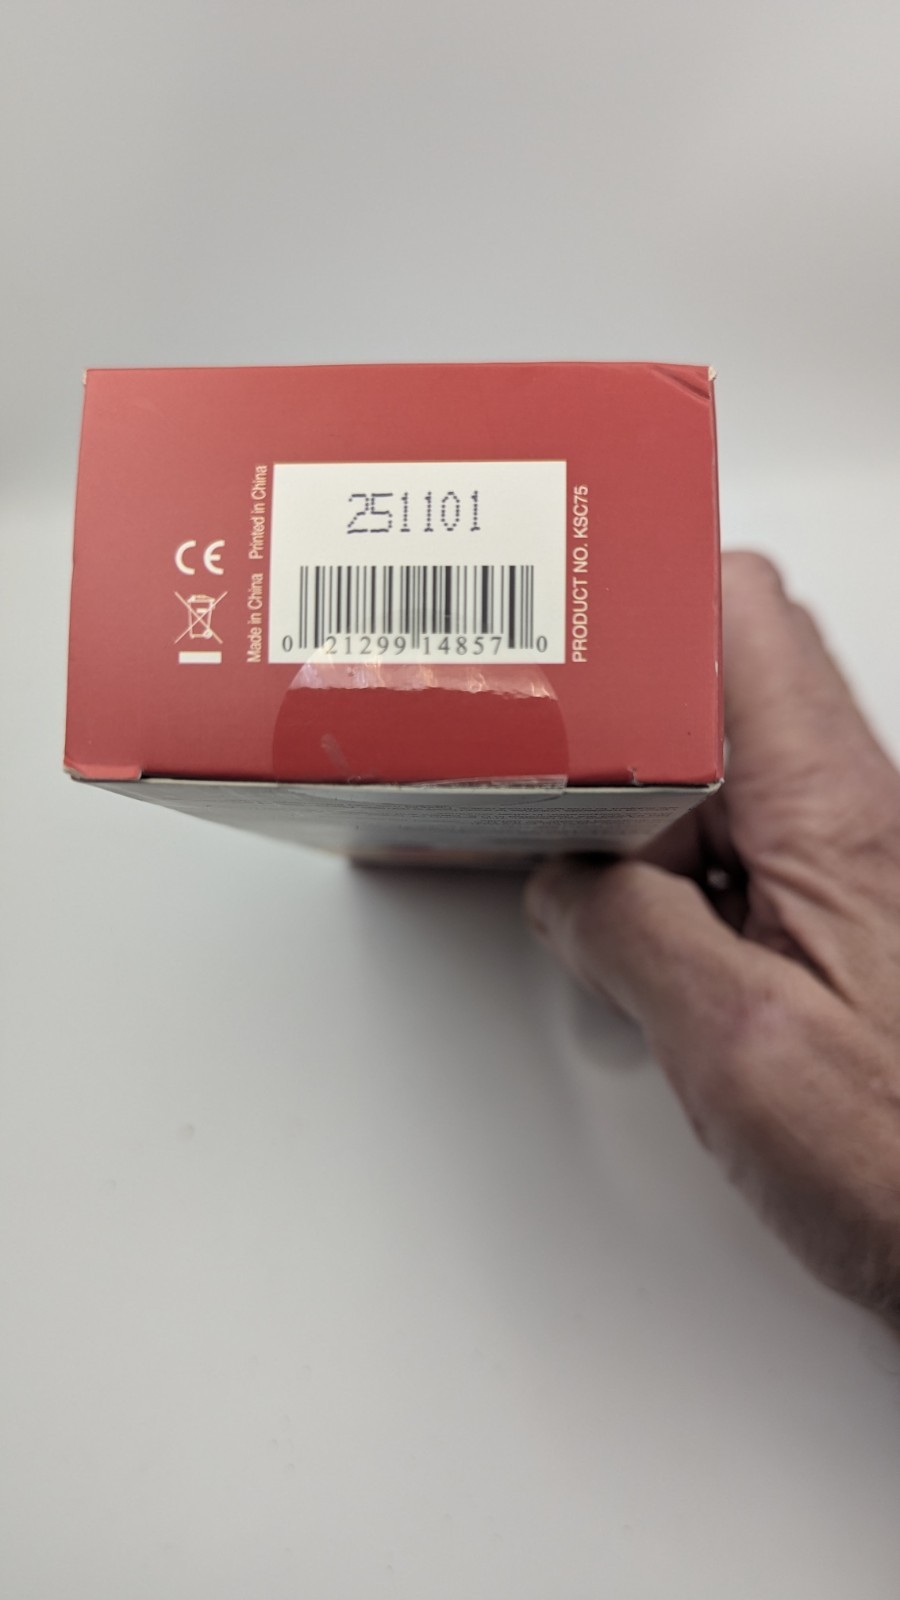 251101
0 21299 14857 0
Made in China Printed in China
PRODUCT NO. KSC75
CE